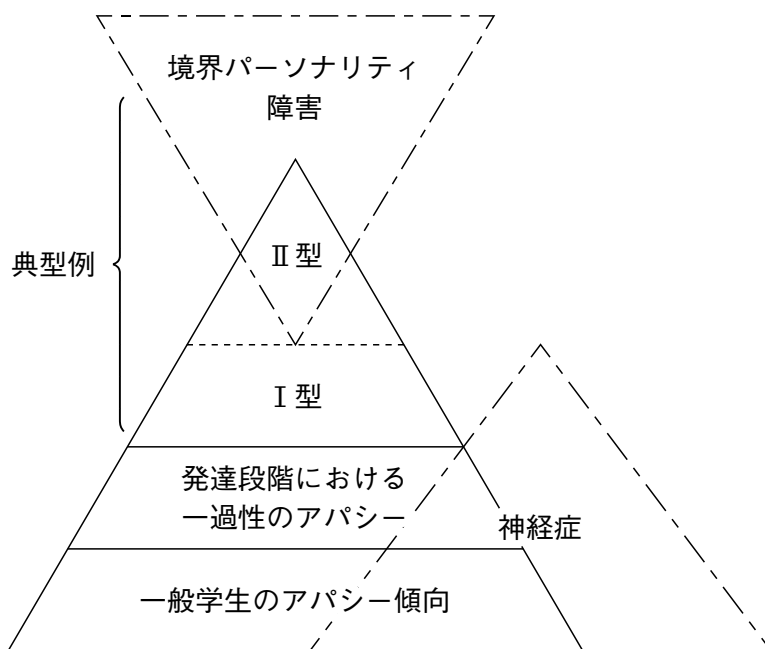 境界パーソナリティ
障害
典型例
Ⅱ型
Ⅰ型
発達段階における
一過性のアパシー
神経症
一般学生のアパシー傾向